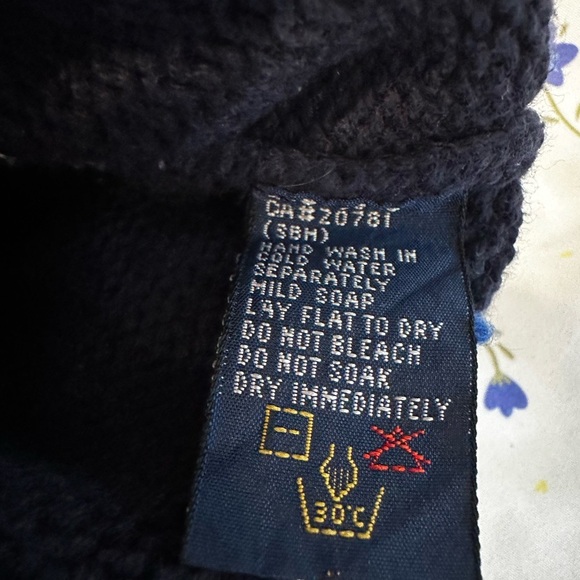 CA#20781
(SBH)
HAND WASH IN
COLD WATER
SEPARATELY
MILD SOAP
LAY FLAT TO DRY
DO NOT BLEACH
DO NOT SOAK
DRY IMMEDIATELY
30°C